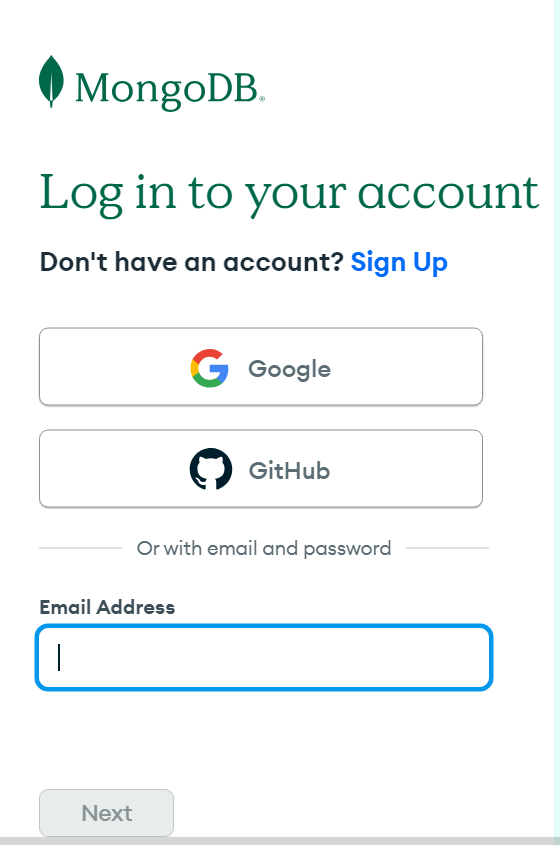 MongoDB®
Log in to your account
Don't have an account? Sign Up
Google
GitHub
Or with email and password
Email Address
Next